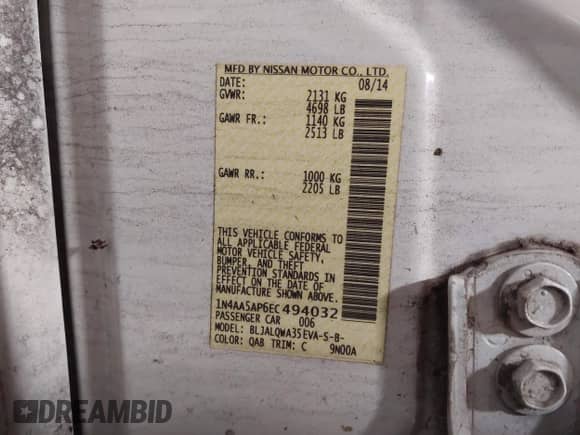 MFD BY NISSAN MOTOR CO., LTD.
DATE: 08/14
GVWR: 2131 KG
4698 LB
GAWR FR.: 1140 KG
2513 LB
GAWR RR.: 1000 KG
2205 LB
THIS VEHICLE CONFORMS TO
ALL APPLICABLE FEDERAL
MOTOR VEHICLE SAFETY,
BUMPER, AND THEFT
PREVENTION STANDARDS IN
EFFECT ON THE DATE OF
MANUFACTURE SHOWN ABOVE.
1N4AA5AP6EC494032
PASSENGER CAR 006
MODEL: BLJALQWA35EVA-S-B-
COLOR: QAB TRIM: C 9N00A
DREAMBID